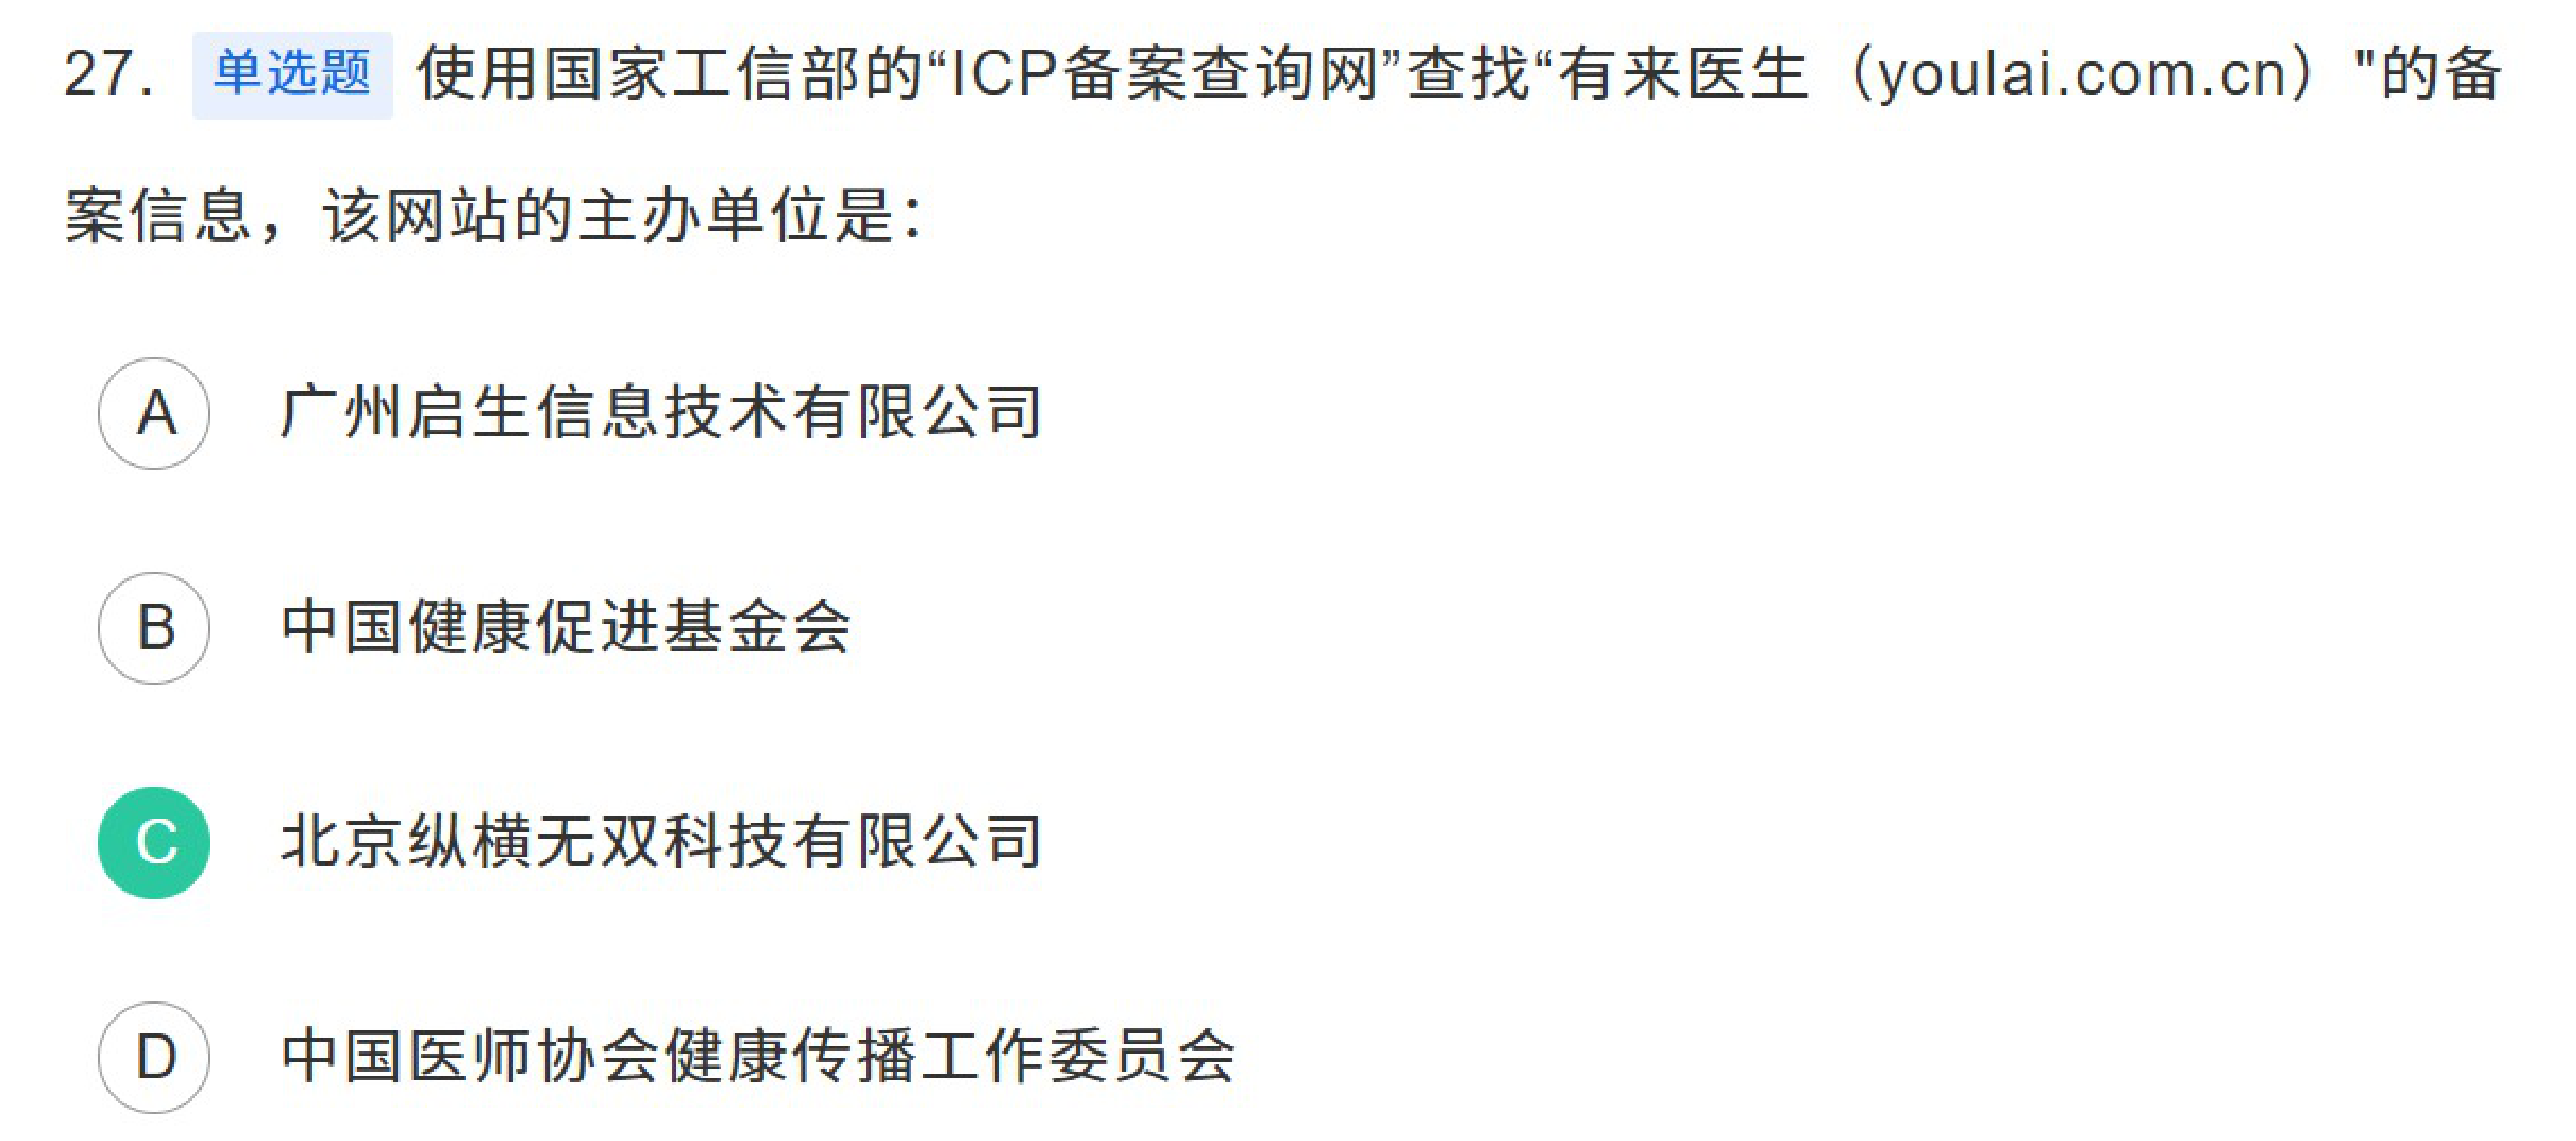 27. 单选题 使用国家工信部的“ICP备案查询网”查找“有来医生（youlai.com.cn）"的备
案信息，该网站的主办单位是：
A 广州启生信息技术有限公司
B 中国健康促进基金会
C 北京纵横无双科技有限公司
D 中国医师协会健康传播工作委员会